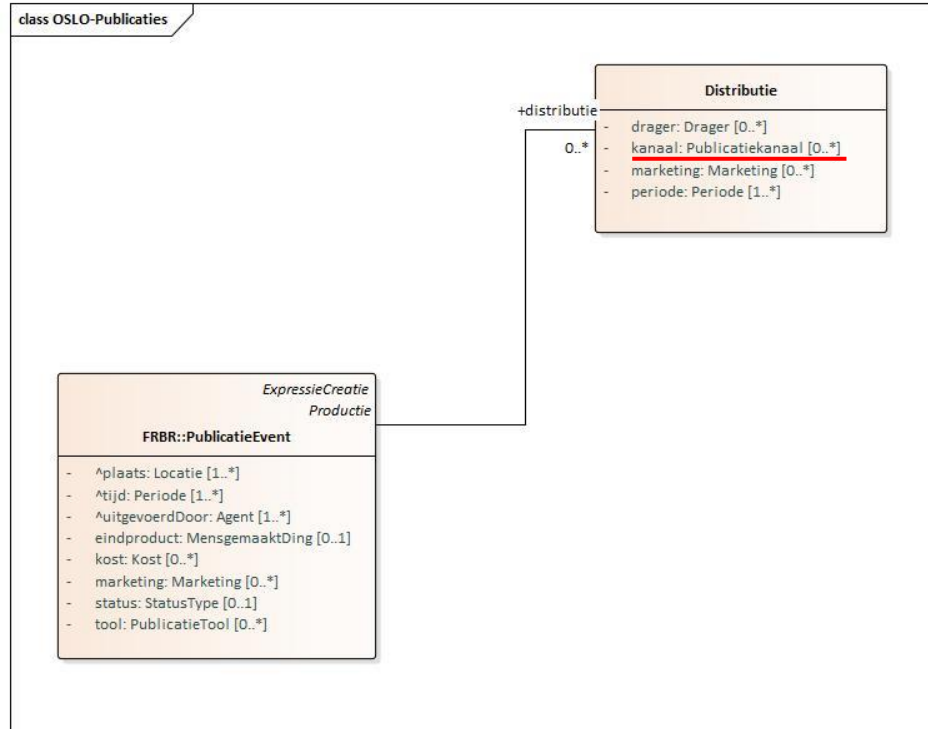 class OSLO-Publicaties
Distributie
- drager: Drager [0..*]
- kanaal: Publicatiekanaal [0..*]
- marketing: Marketing [0..*]
- periode: Periode [1..*]
+distributie
0..*
ExpressieCreatie
Productie
FRBR::PublicatieEvent
- ^plaats: Locatie [1..*]
- ^tijd: Periode [1..*]
- ^uitgevoerdDoor: Agent [1..*]
- eindproduct: MensgemaaktDing [0..1]
- kost: Kost [0..*]
- marketing: Marketing [0..*]
- status: StatusType [0..1]
- tool: PublicatieTool [0..*]